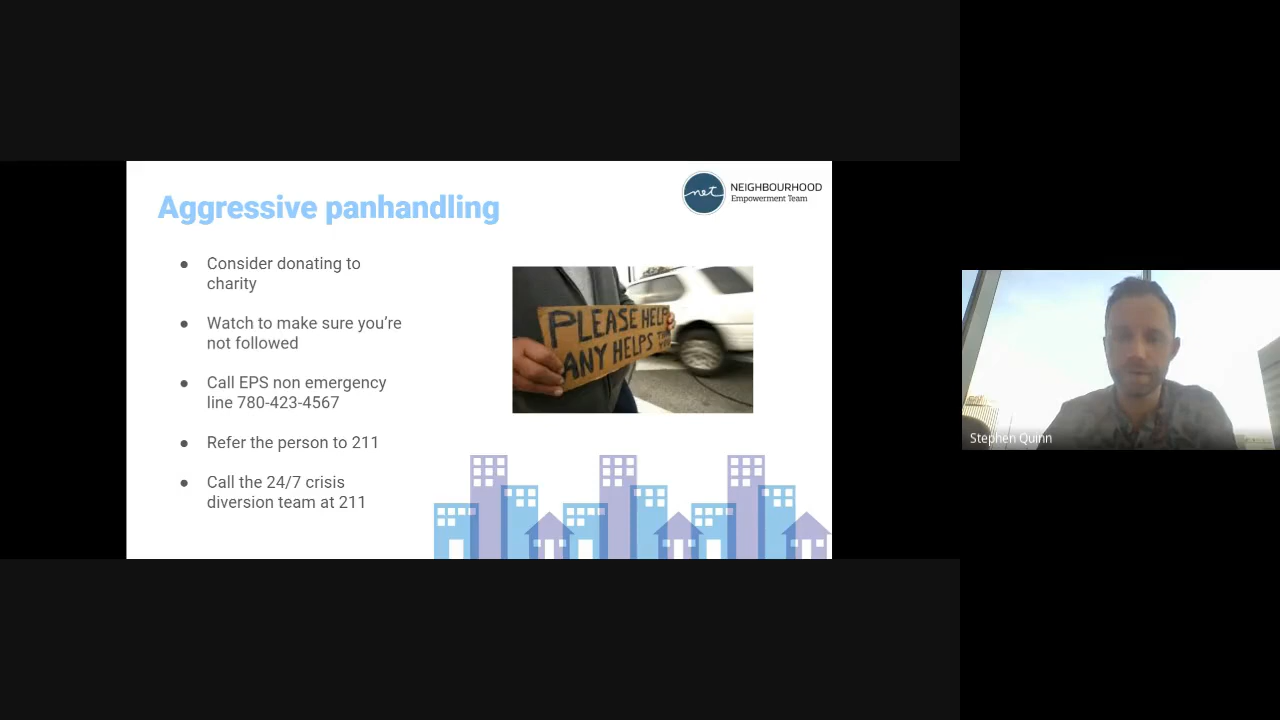 Aggressive panhandling
net
NEIGHBOURHOOD
Empowerment Team
● Consider donating to
charity
● Watch to make sure you’re
not followed
● Call EPS non emergency
line 780-423-4567
● Refer the person to 211
● Call the 24/7 crisis
diversion team at 211
PLEASE HELP
ANY HELPS
Stephen Quinn